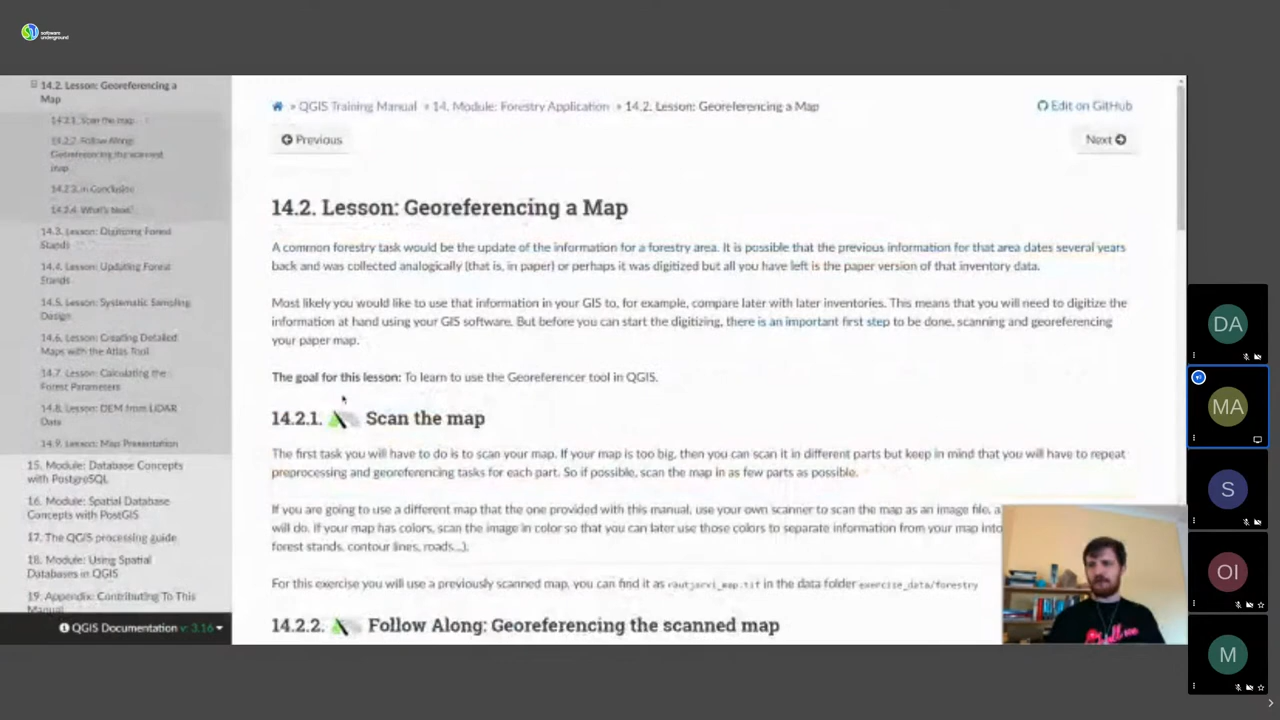 software
underground
14.2. Lesson: Georeferencing a
Map
14.2.1. Scan the map
14.2.2. Follow Along:
Georeferencing the scanned
map
14.2.3. In Conclusion
14.2.4. What's Next?
14.3. Lesson: Digitizing Forest
Stands
14.4. Lesson: Updating Forest
Stands
14.5. Lesson: Systematic Sampling
Design
14.6. Lesson: Creating Detailed
Maps with the Atlas Tool
14.7. Lesson: Calculating the
Forest Parameters
14.8. Lesson: DEM from LiDAR
Data
14.9. Lesson: Map Presentation
15. Module: Database Concepts
with PostgreSQL
16. Module: Spatial Database
Concepts with PostGIS
17. The QGIS processing guide
18. Module: Using Spatial
Databases in QGIS
19. Appendix: Contributing To This
Manual
QGIS Documentation v: 3.16
» QGIS Training Manual » 14. Module: Forestry Application » 14.2. Lesson: Georeferencing a Map
Edit on GitHub
Previous
Next
14.2. Lesson: Georeferencing a Map
A common forestry task would be the update of the information for a forestry area. It is possible that the previous information for that area dates several years
back and was collected analogically (that is, in paper) or perhaps it was digitized but all you have left is the paper version of that inventory data.
Most likely you would like to use that information in your GIS to, for example, compare later with later inventories. This means that you will need to digitize the
information at hand using your GIS software. But before you can start the digitizing, there is an important first step to be done, scanning and georeferencing
your paper map.
The goal for this lesson: To learn to use the Georeferencer tool in QGIS.
14.2.1. Scan the map
The first task you will have to do is to scan your map. If your map is too big, then you can scan it in different parts but keep in mind that you will have to repeat
preprocessing and georeferencing tasks for each part. So if possible, scan the map in as few parts as possible.
If you are going to use a different map that the one provided with this manual, use your own scanner to scan the map as an image file, a
will do. If your map has colors, scan the image in color so that you can later use those colors to separate information from your map into
forest stands, contour lines, roads...).
For this exercise you will use a previously scanned map, you can find it as rautjarvi_map.tif in the data folder exercise_data/forestry
14.2.2. Follow Along: Georeferencing the scanned map
DA
MA
S
OI
M